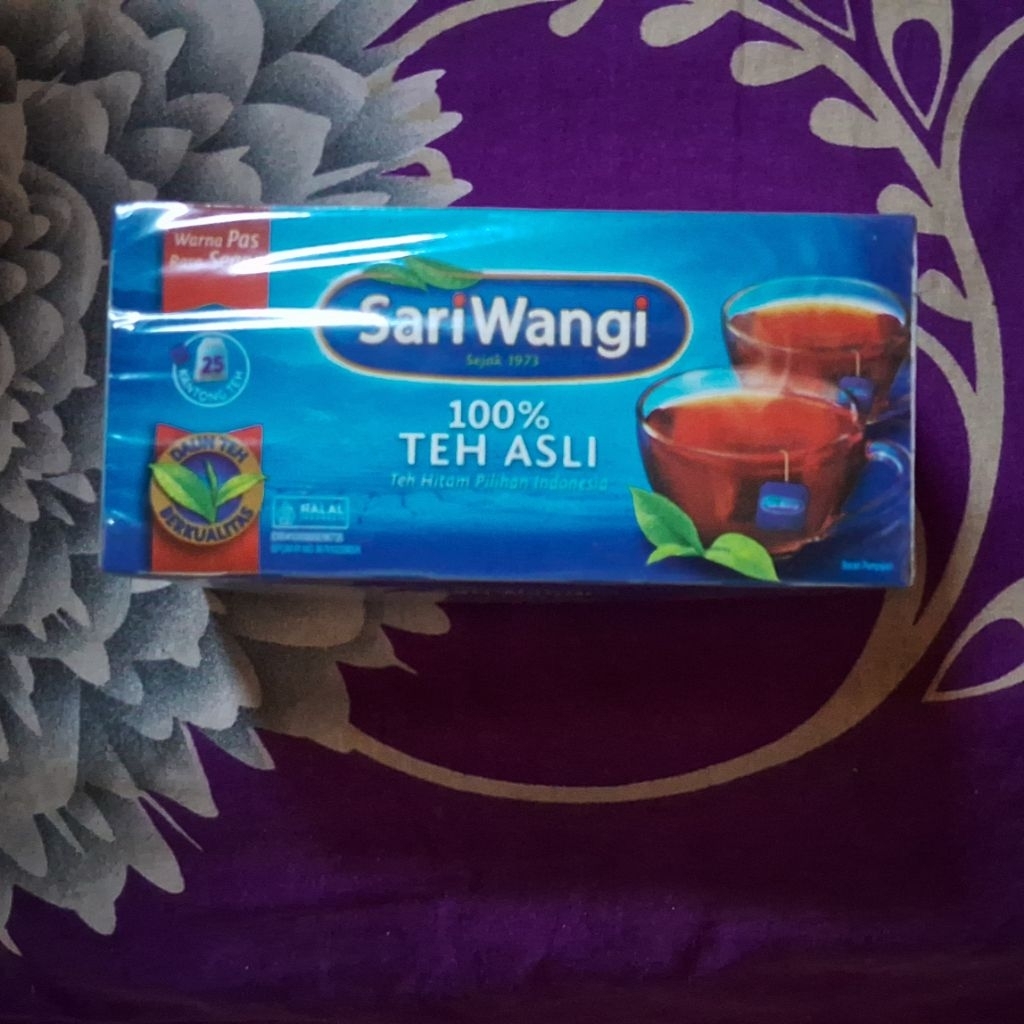 Warna Pas
SariWangi
Sejak 1973
25
KANTONG TEH
100%
TEH ASLI
Teh Hitam Pilihan Indonesia
DAUN TEH
BERKUALITAS
HALAL